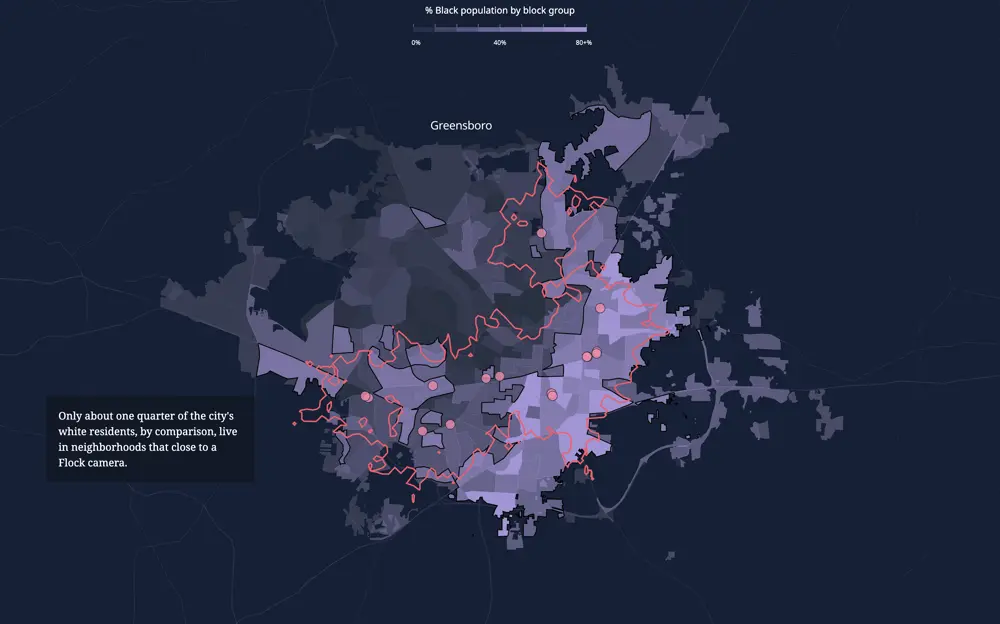 % Black population by block group
0% 40% 80+%
Greensboro
Only about one quarter of the city's
white residents, by comparison, live
in neighborhoods that close to a
Flock camera.